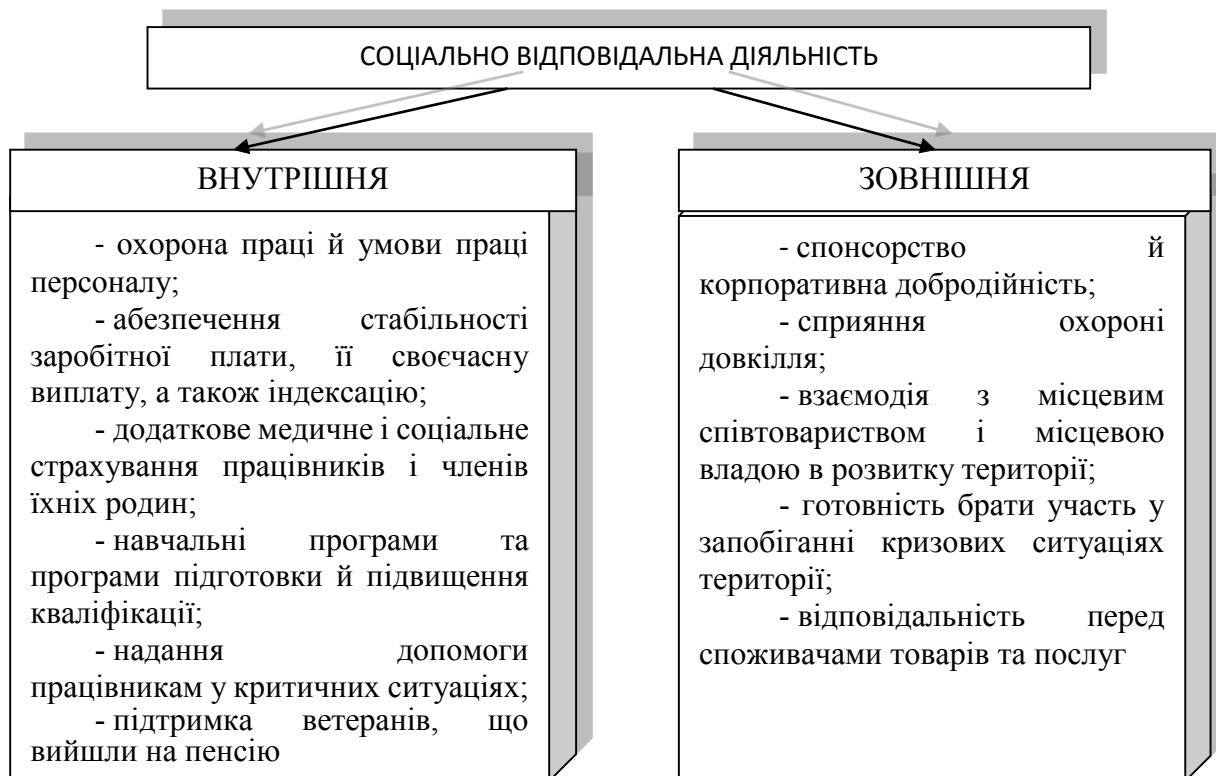 СОЦІАЛЬНО ВІДПОВІДАЛЬНА ДІЯЛЬНІСТЬ
ВНУТРІШНЯ
- охорона праці й умови праці
персоналу;
- абезпечення стабільності
заробітної плати, її своєчасну
виплату, а також індексацію;
- додаткове медичне і соціальне
страхування працівників і членів
їхніх родин;
- навчальні програми та
програми підготовки й підвищення
кваліфікації;
- надання допомоги
працівникам у критичних ситуаціях;
- підтримка ветеранів, що
вийшли на пенсію
ЗОВНІШНЯ
- спонсорство й
корпоративна добродійність;
- сприяння охороні
довкілля;
- взаємодія з місцевим
співтовариством і місцевою
владою в розвитку території;
- готовність брати участь у
запобіганні кризових ситуаціях
території;
- відповідальність перед
споживачами товарів та послуг